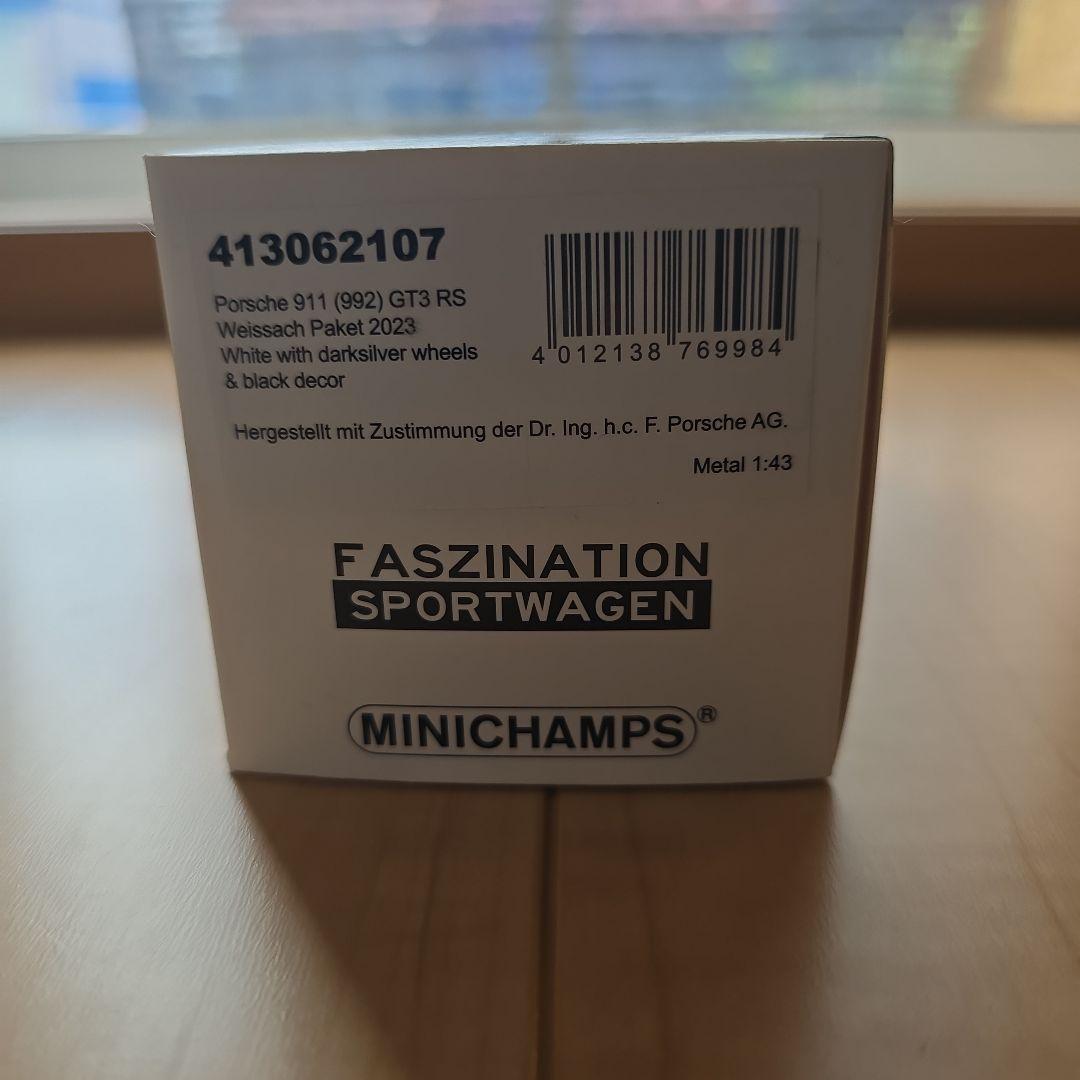 413062107
Porsche 911 (992) GT3 RS
Weissach Paket 2023
White with darksilver wheels
& black decor
4 012138 769984
Hergestellt mit Zustimmung der Dr. Ing. h.c. F. Porsche AG.
Metal 1:43
FASZINATION
SPORTWAGEN
MINICHAMPS®